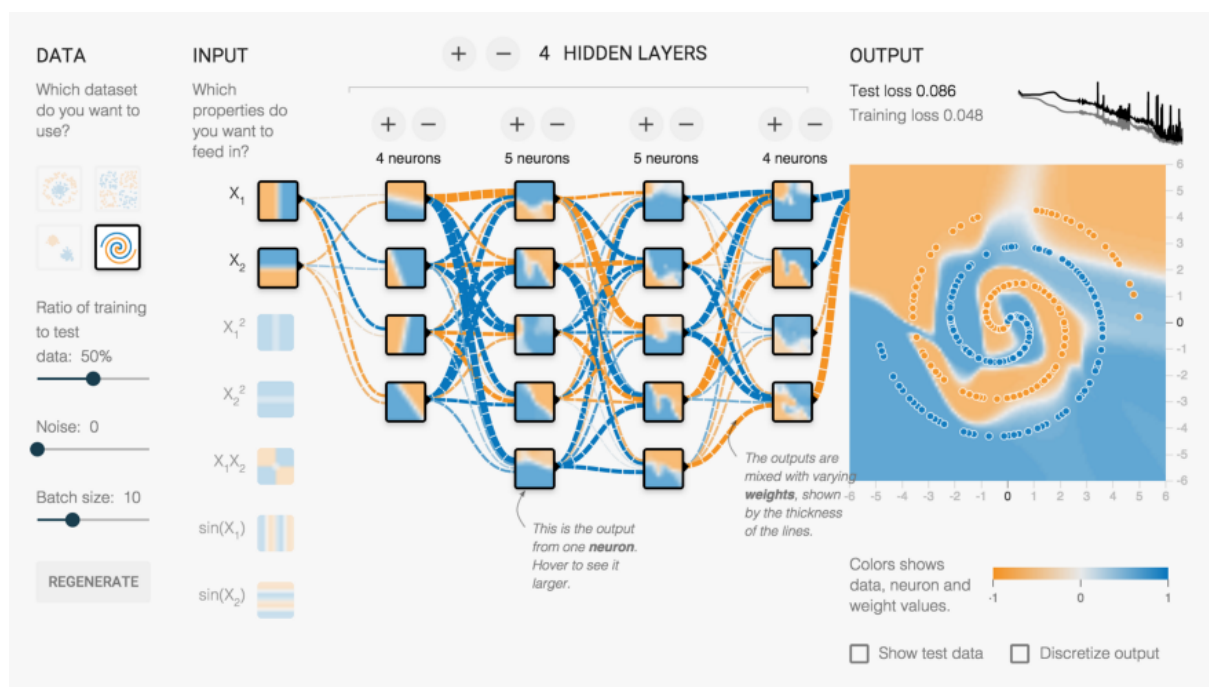 DATA
Which dataset
do you want to
use?
Ratio of training
to test
data: 50%
Noise: 0
Batch size: 10
REGENERATE
INPUT
Which
properties do
you want to
feed in?
X₁
X₂
X₁²
X₂²
X₁X₂
sin(X₁)
sin(X₂)
+ − 4 HIDDEN LAYERS
+ − + − + − + −
4 neurons 5 neurons 5 neurons 4 neurons
This is the output
from one neuron.
Hover to see it
larger.
The outputs are
mixed with varying
weights, shown
by the thickness
of the lines.
OUTPUT
Test loss 0.086
Training loss 0.048
6
5
4
3
2
1
0
-1
-2
-3
-4
-5
-6
-6 -5 -4 -3 -2 -1 0 1 2 3 4 5 6
Colors shows
data, neuron and
weight values.
-1 0 1
Show test data Discretize output